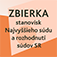 ZBIERKA
stanovísk
Najvyššieho súdu
a rozhodnutí
súdov SR